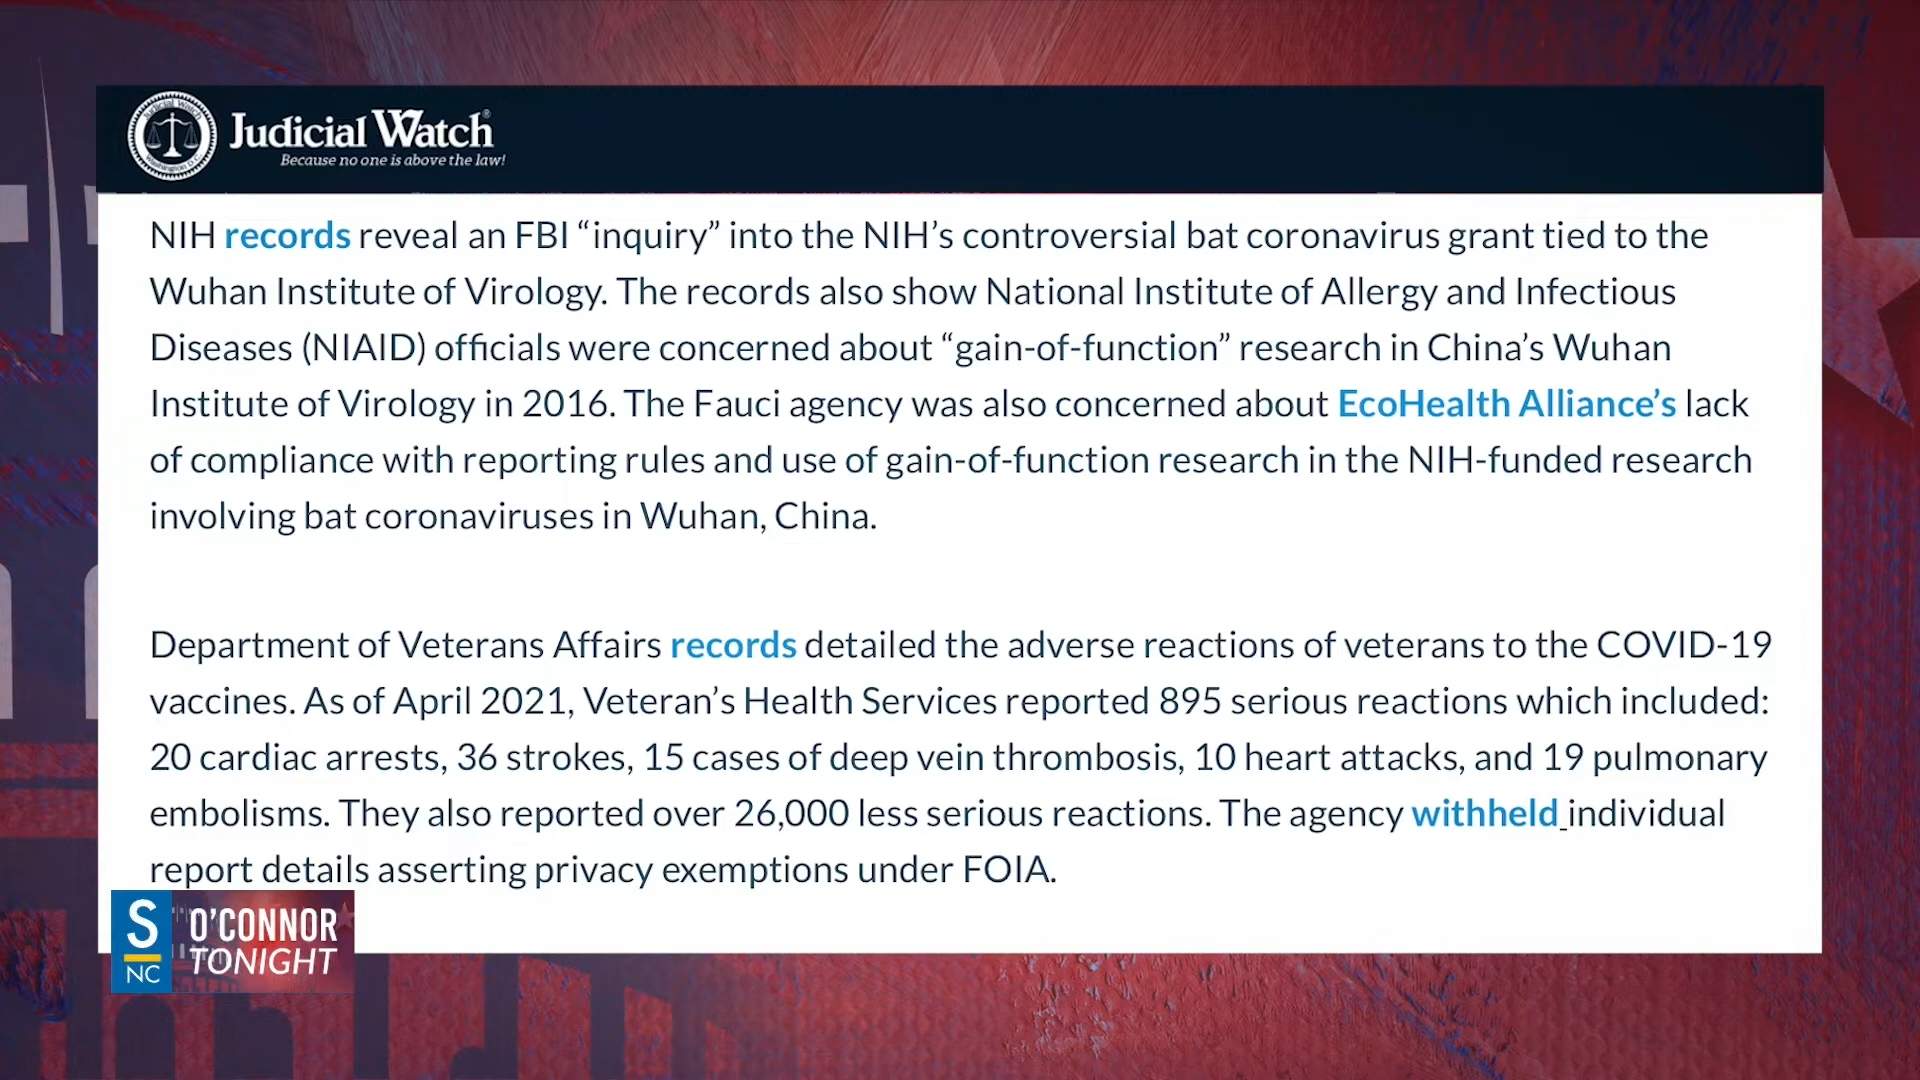 Judicial Watch®
Because no one is above the law!
NIH records reveal an FBI “inquiry” into the NIH’s controversial bat coronavirus grant tied to the
Wuhan Institute of Virology. The records also show National Institute of Allergy and Infectious
Diseases (NIAID) officials were concerned about “gain-of-function” research in China’s Wuhan
Institute of Virology in 2016. The Fauci agency was also concerned about EcoHealth Alliance’s lack
of compliance with reporting rules and use of gain-of-function research in the NIH-funded research
involving bat coronaviruses in Wuhan, China.
Department of Veterans Affairs records detailed the adverse reactions of veterans to the COVID-19
vaccines. As of April 2021, Veteran’s Health Services reported 895 serious reactions which included:
20 cardiac arrests, 36 strokes, 15 cases of deep vein thrombosis, 10 heart attacks, and 19 pulmonary
embolisms. They also reported over 26,000 less serious reactions. The agency withheld individual
report details asserting privacy exemptions under FOIA.
S
NC
O’CONNOR
TONIGHT